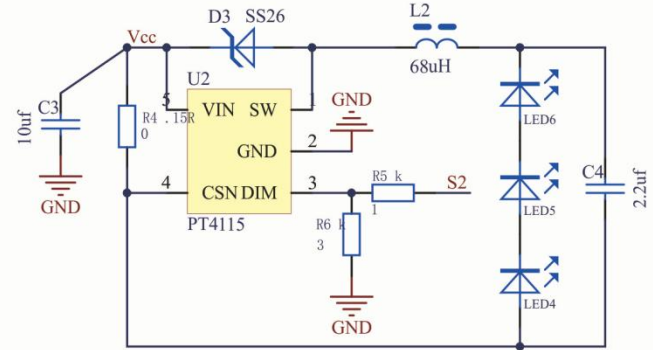 L2
D3 SS26
Vcc
68uH
U2
C3
10uf
5
VIN SW
1
GND
LED6
R4 .15R
0
GND
2
GND
4
CSN DIM
3
R5 k
1
S2
C4
2.2uf
LED5
PT4115
R6 k
3
LED4
GND